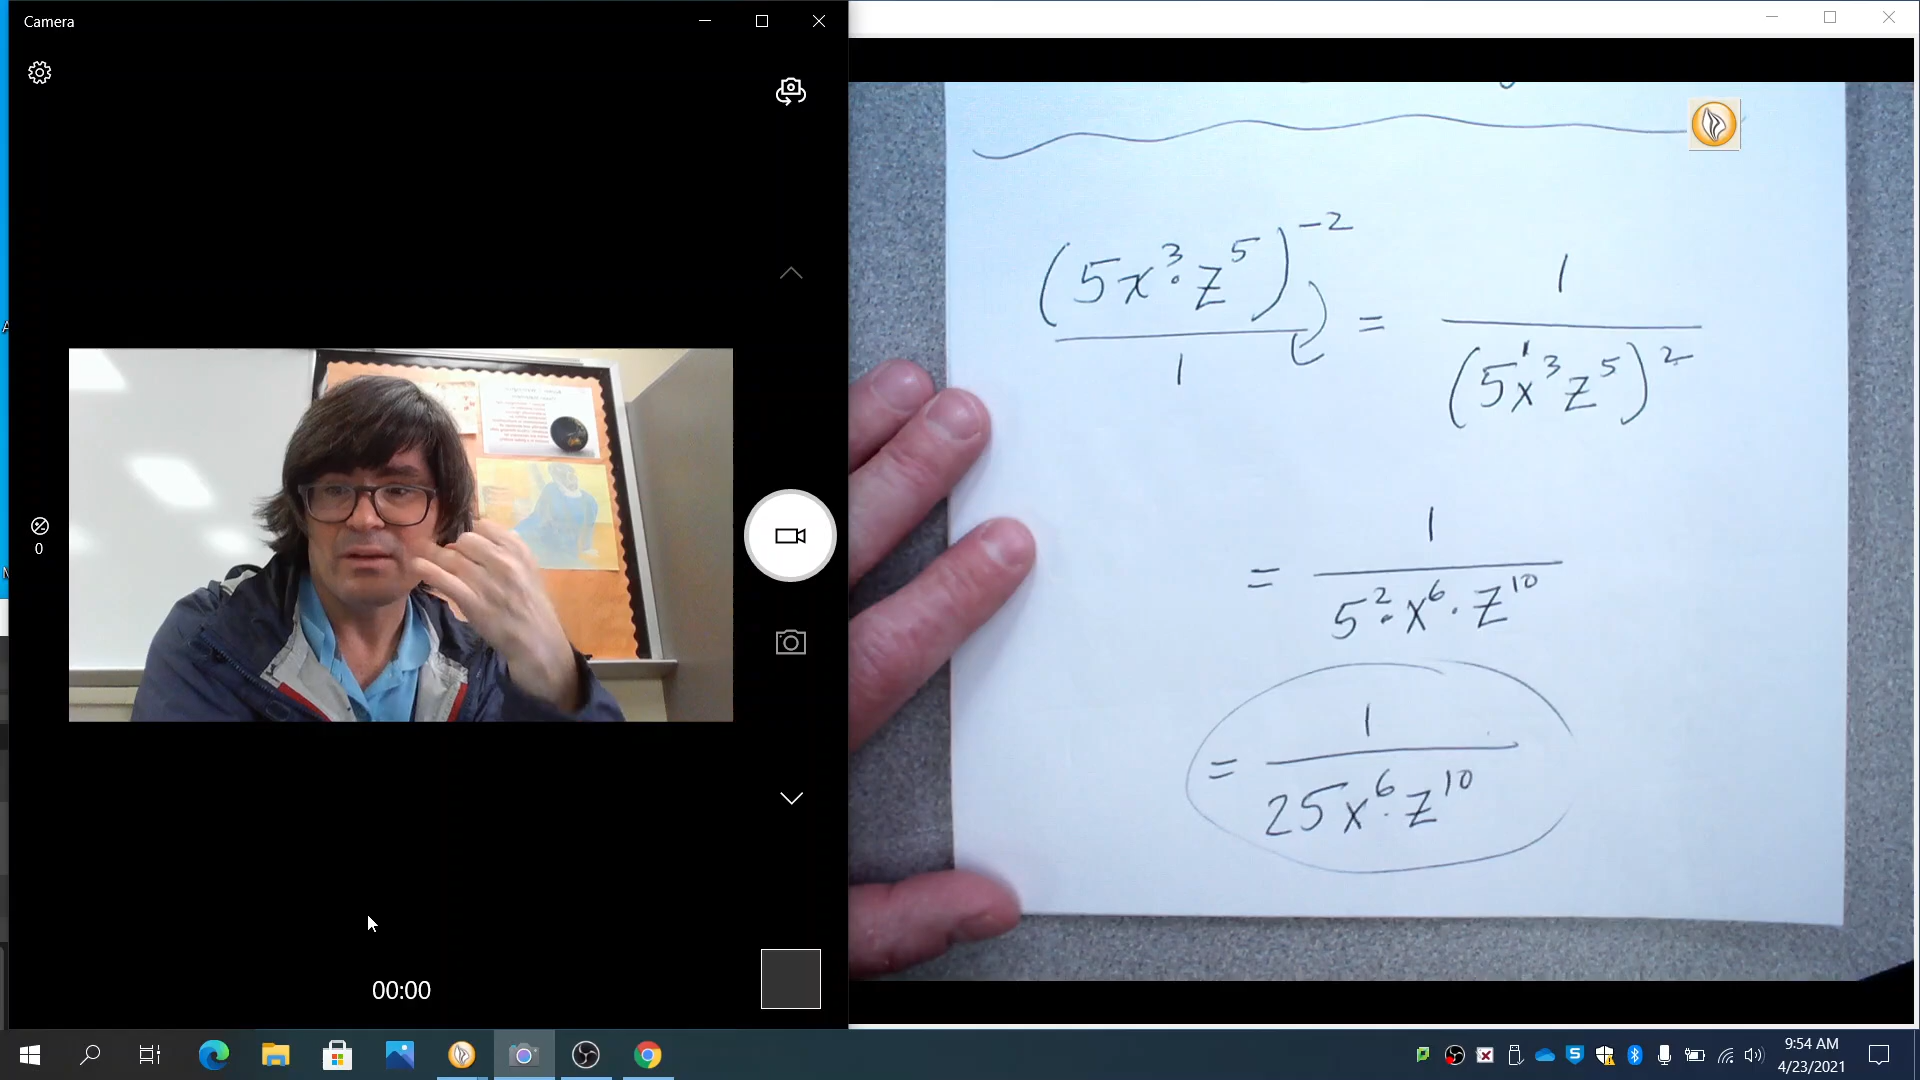 Camera
0
00:00
(5x³·z⁵)⁻² / 1 = 1 / (5¹x³z⁵)²
= 1 / 5²·x⁶·z¹⁰
= 1 / 25x⁶·z¹⁰
9:54 AM
4/23/2021